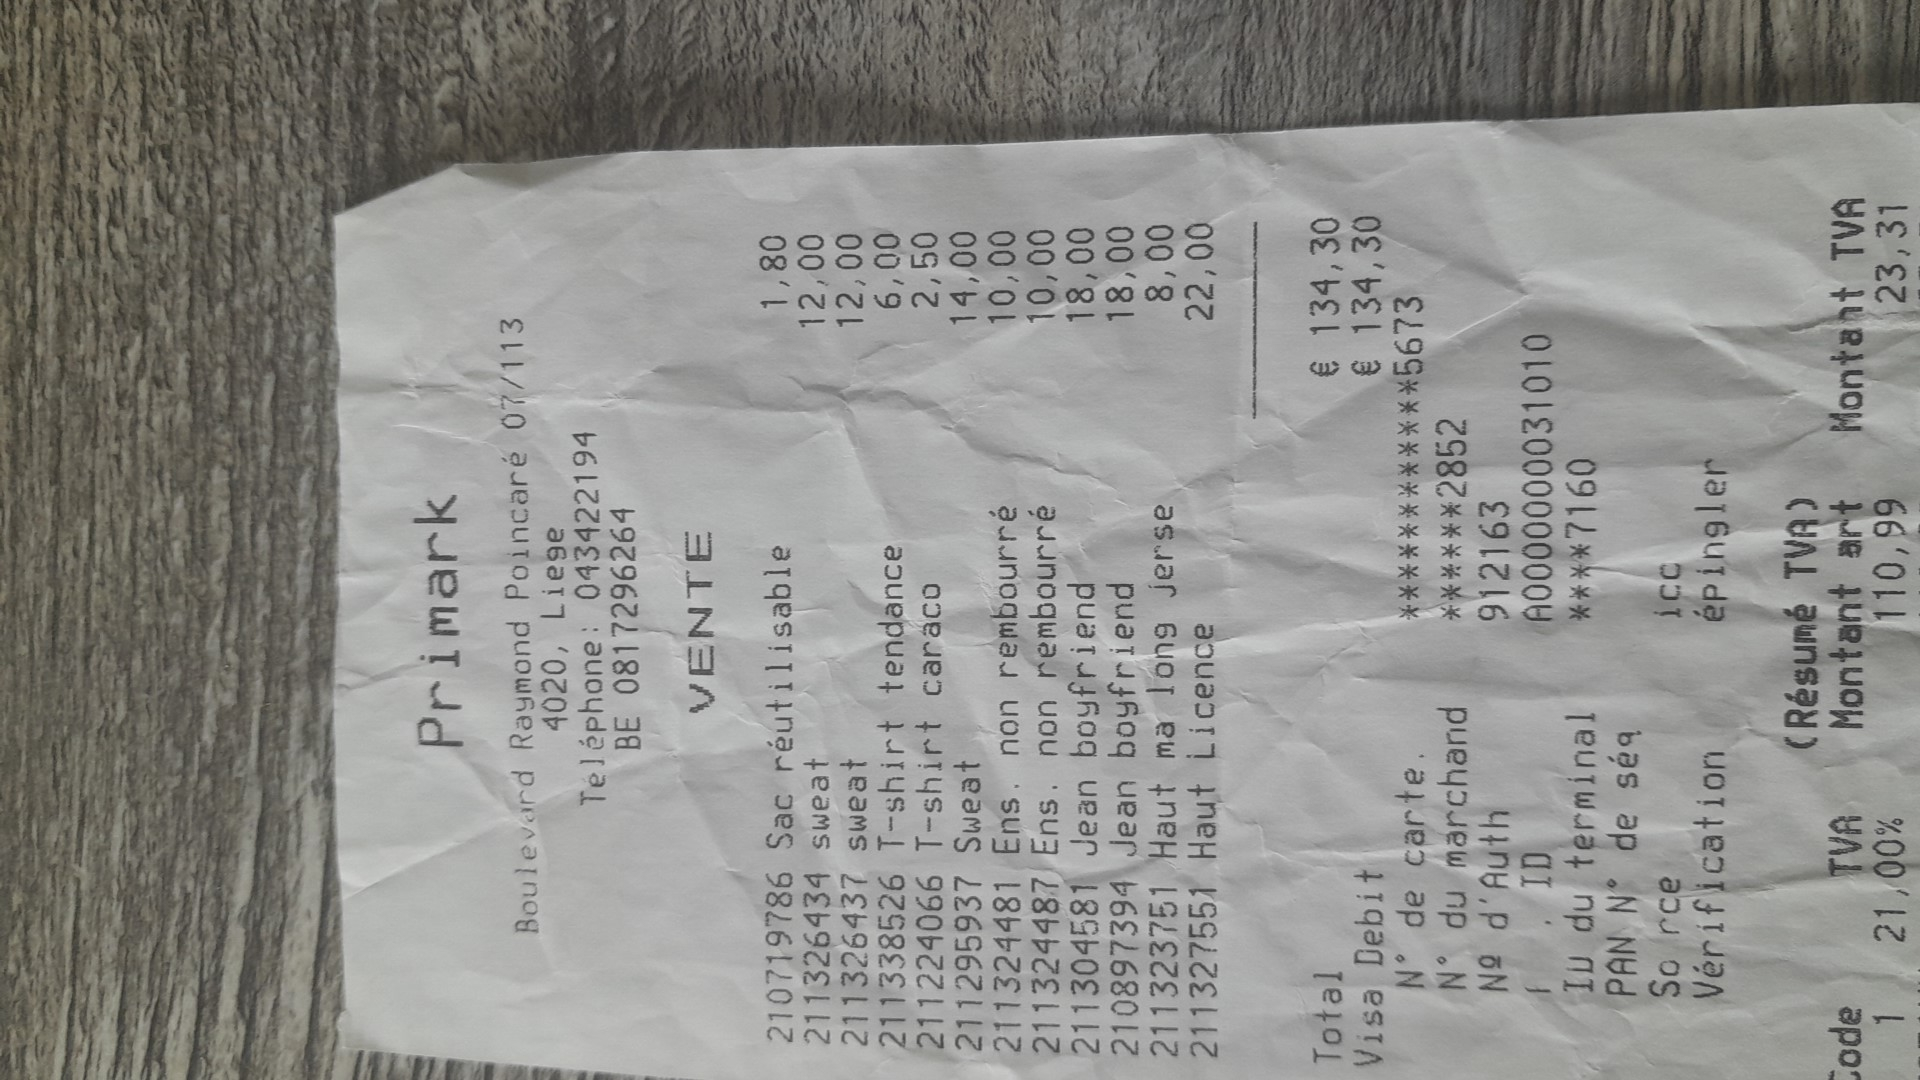 Primark
Boulevard Raymond Poincaré 07/113
4020, Liege
Téléphone: 043422194
BE 0817296264
VENTE
210719786 Sac réutilisable 1,80
211326434 sweat 12,00
211326437 sweat 12,00
211338526 T-shirt tendance 6,00
211224066 T-shirt caraco 2,50
211295937 Sweat 14,00
211324481 Ens. non rembourré 10,00
211324487 Ens. non rembourré 10,00
211304581 Jean boyfriend 18,00
210897394 Jean boyfriend 18,00
211323751 Haut ma long jerse 8,00
211327551 Haut Licence 22,00
Total € 134,30
Visa Debit € 134,30
N° de carte. ***************5673
N° du marchand ******2852
Nº d'Auth 912163
ID A0000000031010
ID du terminal ****7160
PAN N° de séq
So rce icc
Vérification épingler
(Résumé TVA)
Code TVA Montant art Montant TVA
1 21,00% 110,99 23,31